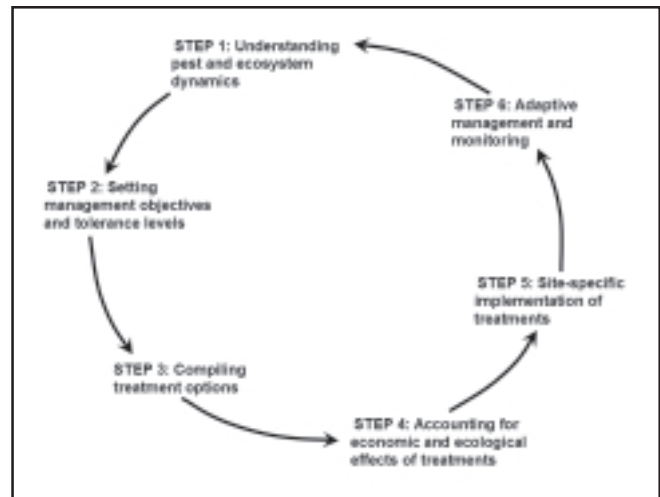 STEP 1: Understanding
pest and ecosystem
dynamics
STEP 2: Setting
management objectives
and tolerance levels
STEP 3: Compiling
treatment options
STEP 4: Accounting for
economic and ecological
effects of treatments
STEP 5: Site-specific
implementation of
treatments
STEP 6: Adaptive
management and
monitoring